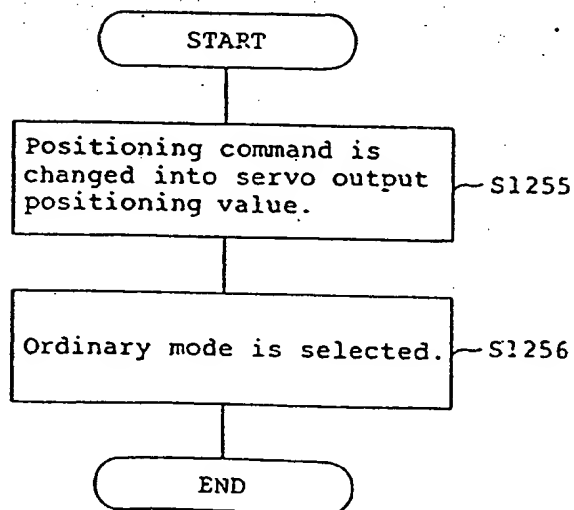 START
Positioning command is
changed into servo output
positioning value.
S1255
Ordinary mode is selected.
S1256
END